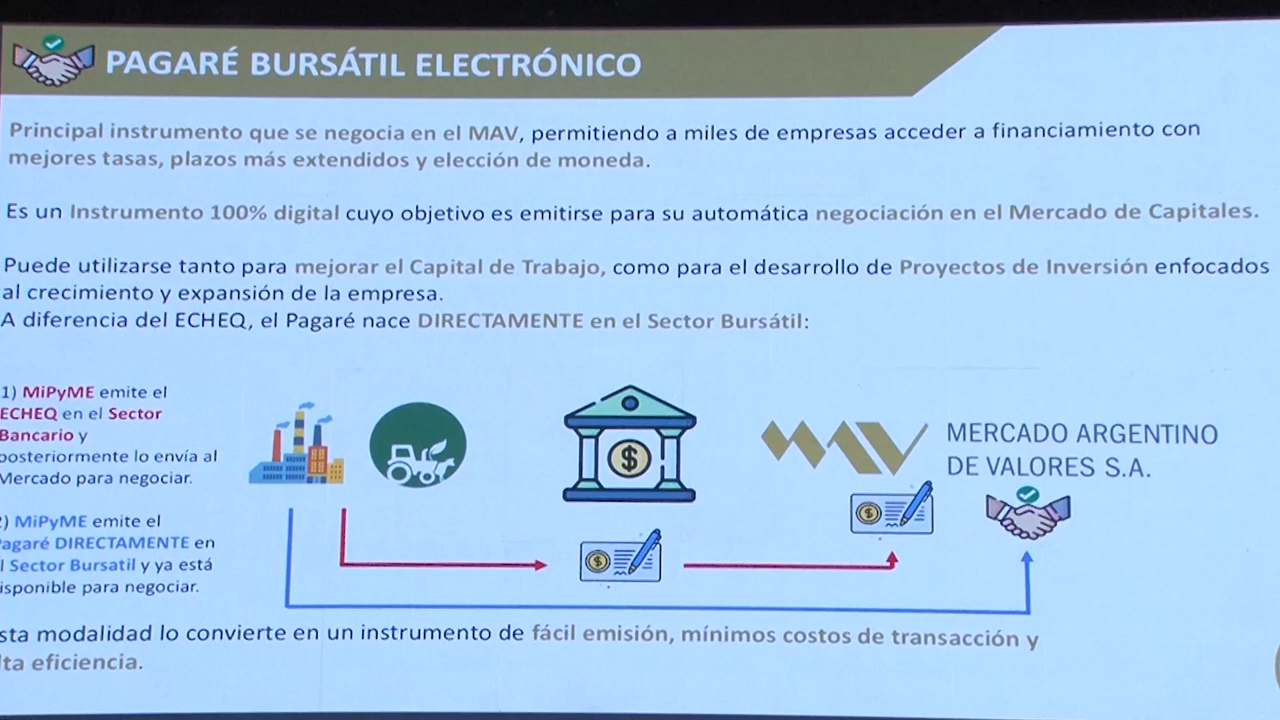 PAGARÉ BURSÁTIL ELECTRÓNICO
Principal instrumento que se negocia en el MAV, permitiendo a miles de empresas acceder a financiamiento con
mejores tasas, plazos más extendidos y elección de moneda.
Es un Instrumento 100% digital cuyo objetivo es emitirse para su automática negociación en el Mercado de Capitales.
Puede utilizarse tanto para mejorar el Capital de Trabajo, como para el desarrollo de Proyectos de Inversión enfocados
al crecimiento y expansión de la empresa.
A diferencia del ECHEQ, el Pagaré nace DIRECTAMENTE en el Sector Bursátil:
1) MiPyME emite el
ECHEQ en el Sector
Bancario y
posteriormente lo envía al
Mercado para negociar.
) MiPyME emite el
agaré DIRECTAMENTE en
l Sector Bursatil y ya está
isponible para negociar.
MAV
MERCADO ARGENTINO
DE VALORES S.A.
sta modalidad lo convierte en un instrumento de fácil emisión, mínimos costos de transacción y
lta eficiencia.